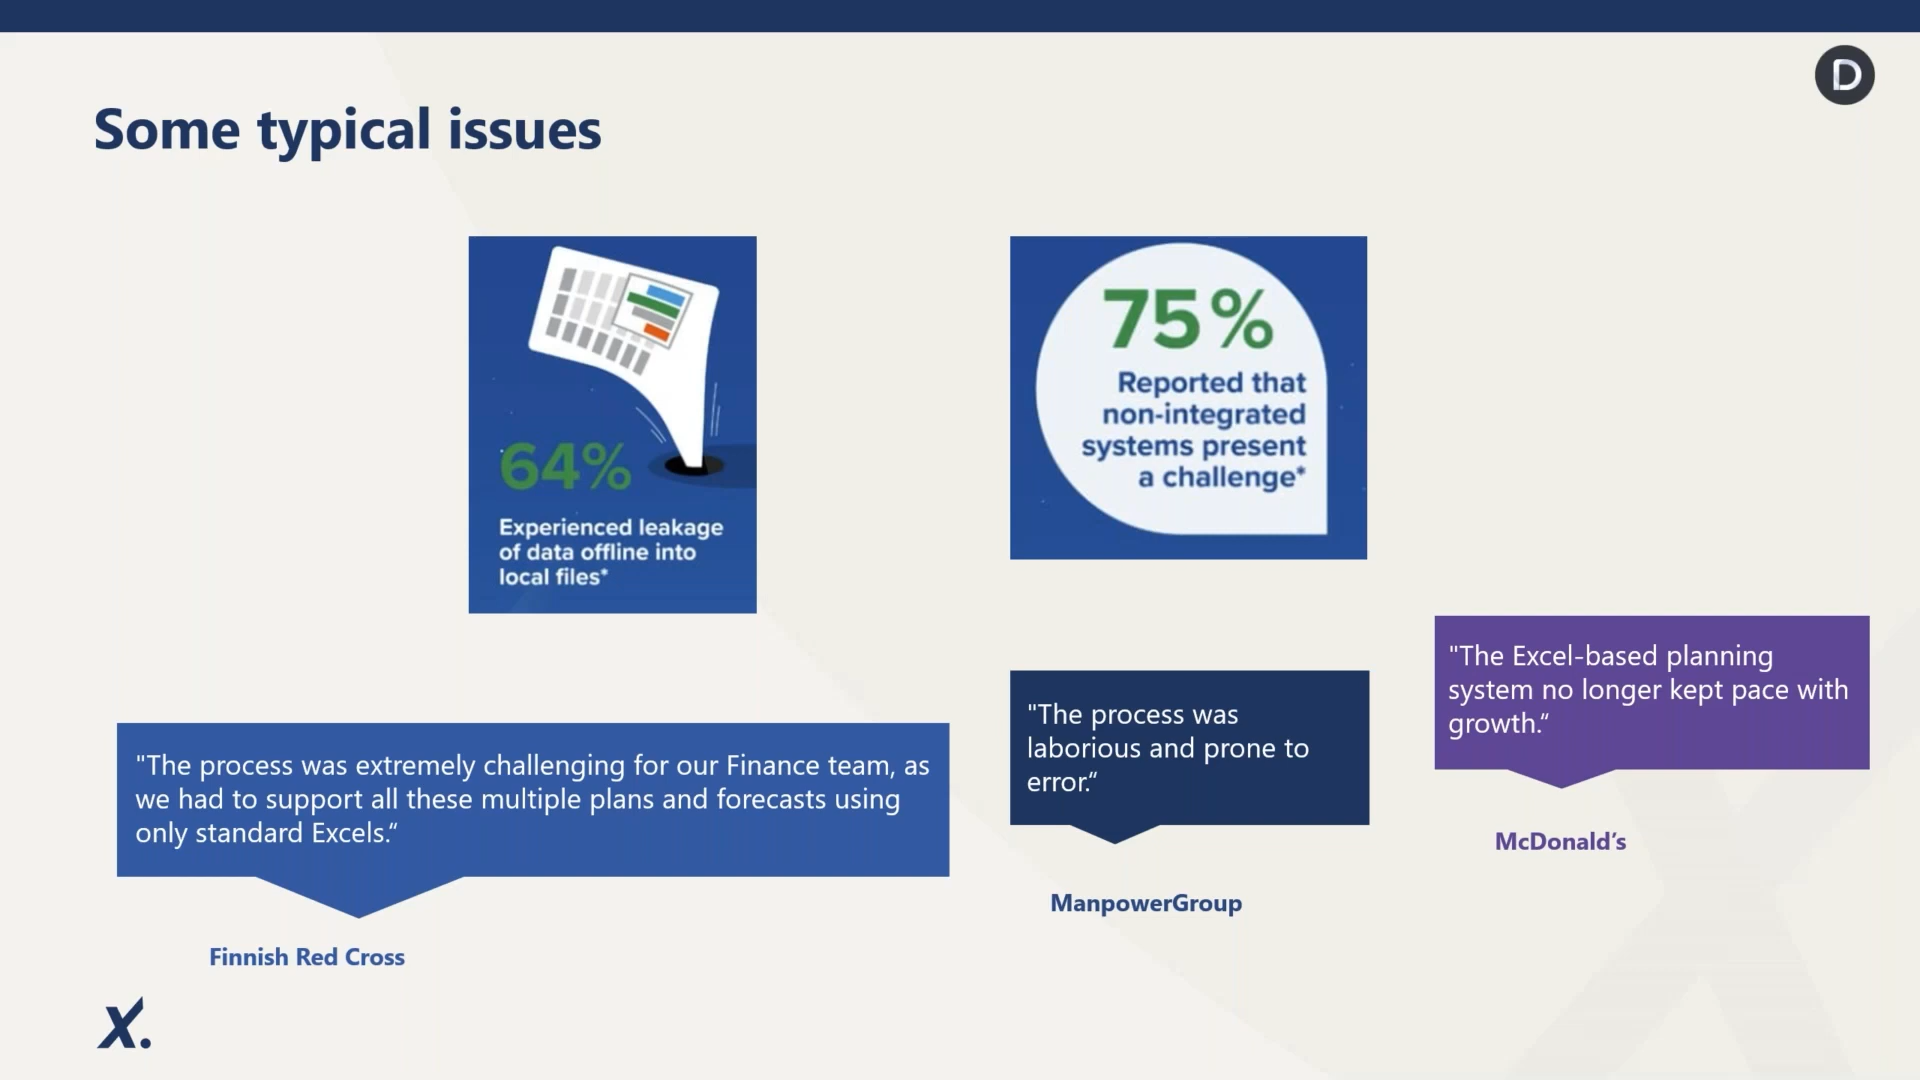 D
Some typical issues
64%
Experienced leakage
of data offline into
local files*
75%
Reported that
non-integrated
systems present
a challenge*
"The process was extremely challenging for our Finance team, as
we had to support all these multiple plans and forecasts using
only standard Excels.“
Finnish Red Cross
"The process was
laborious and prone to
error.“
ManpowerGroup
"The Excel-based planning
system no longer kept pace with
growth.“
McDonald’s
X.